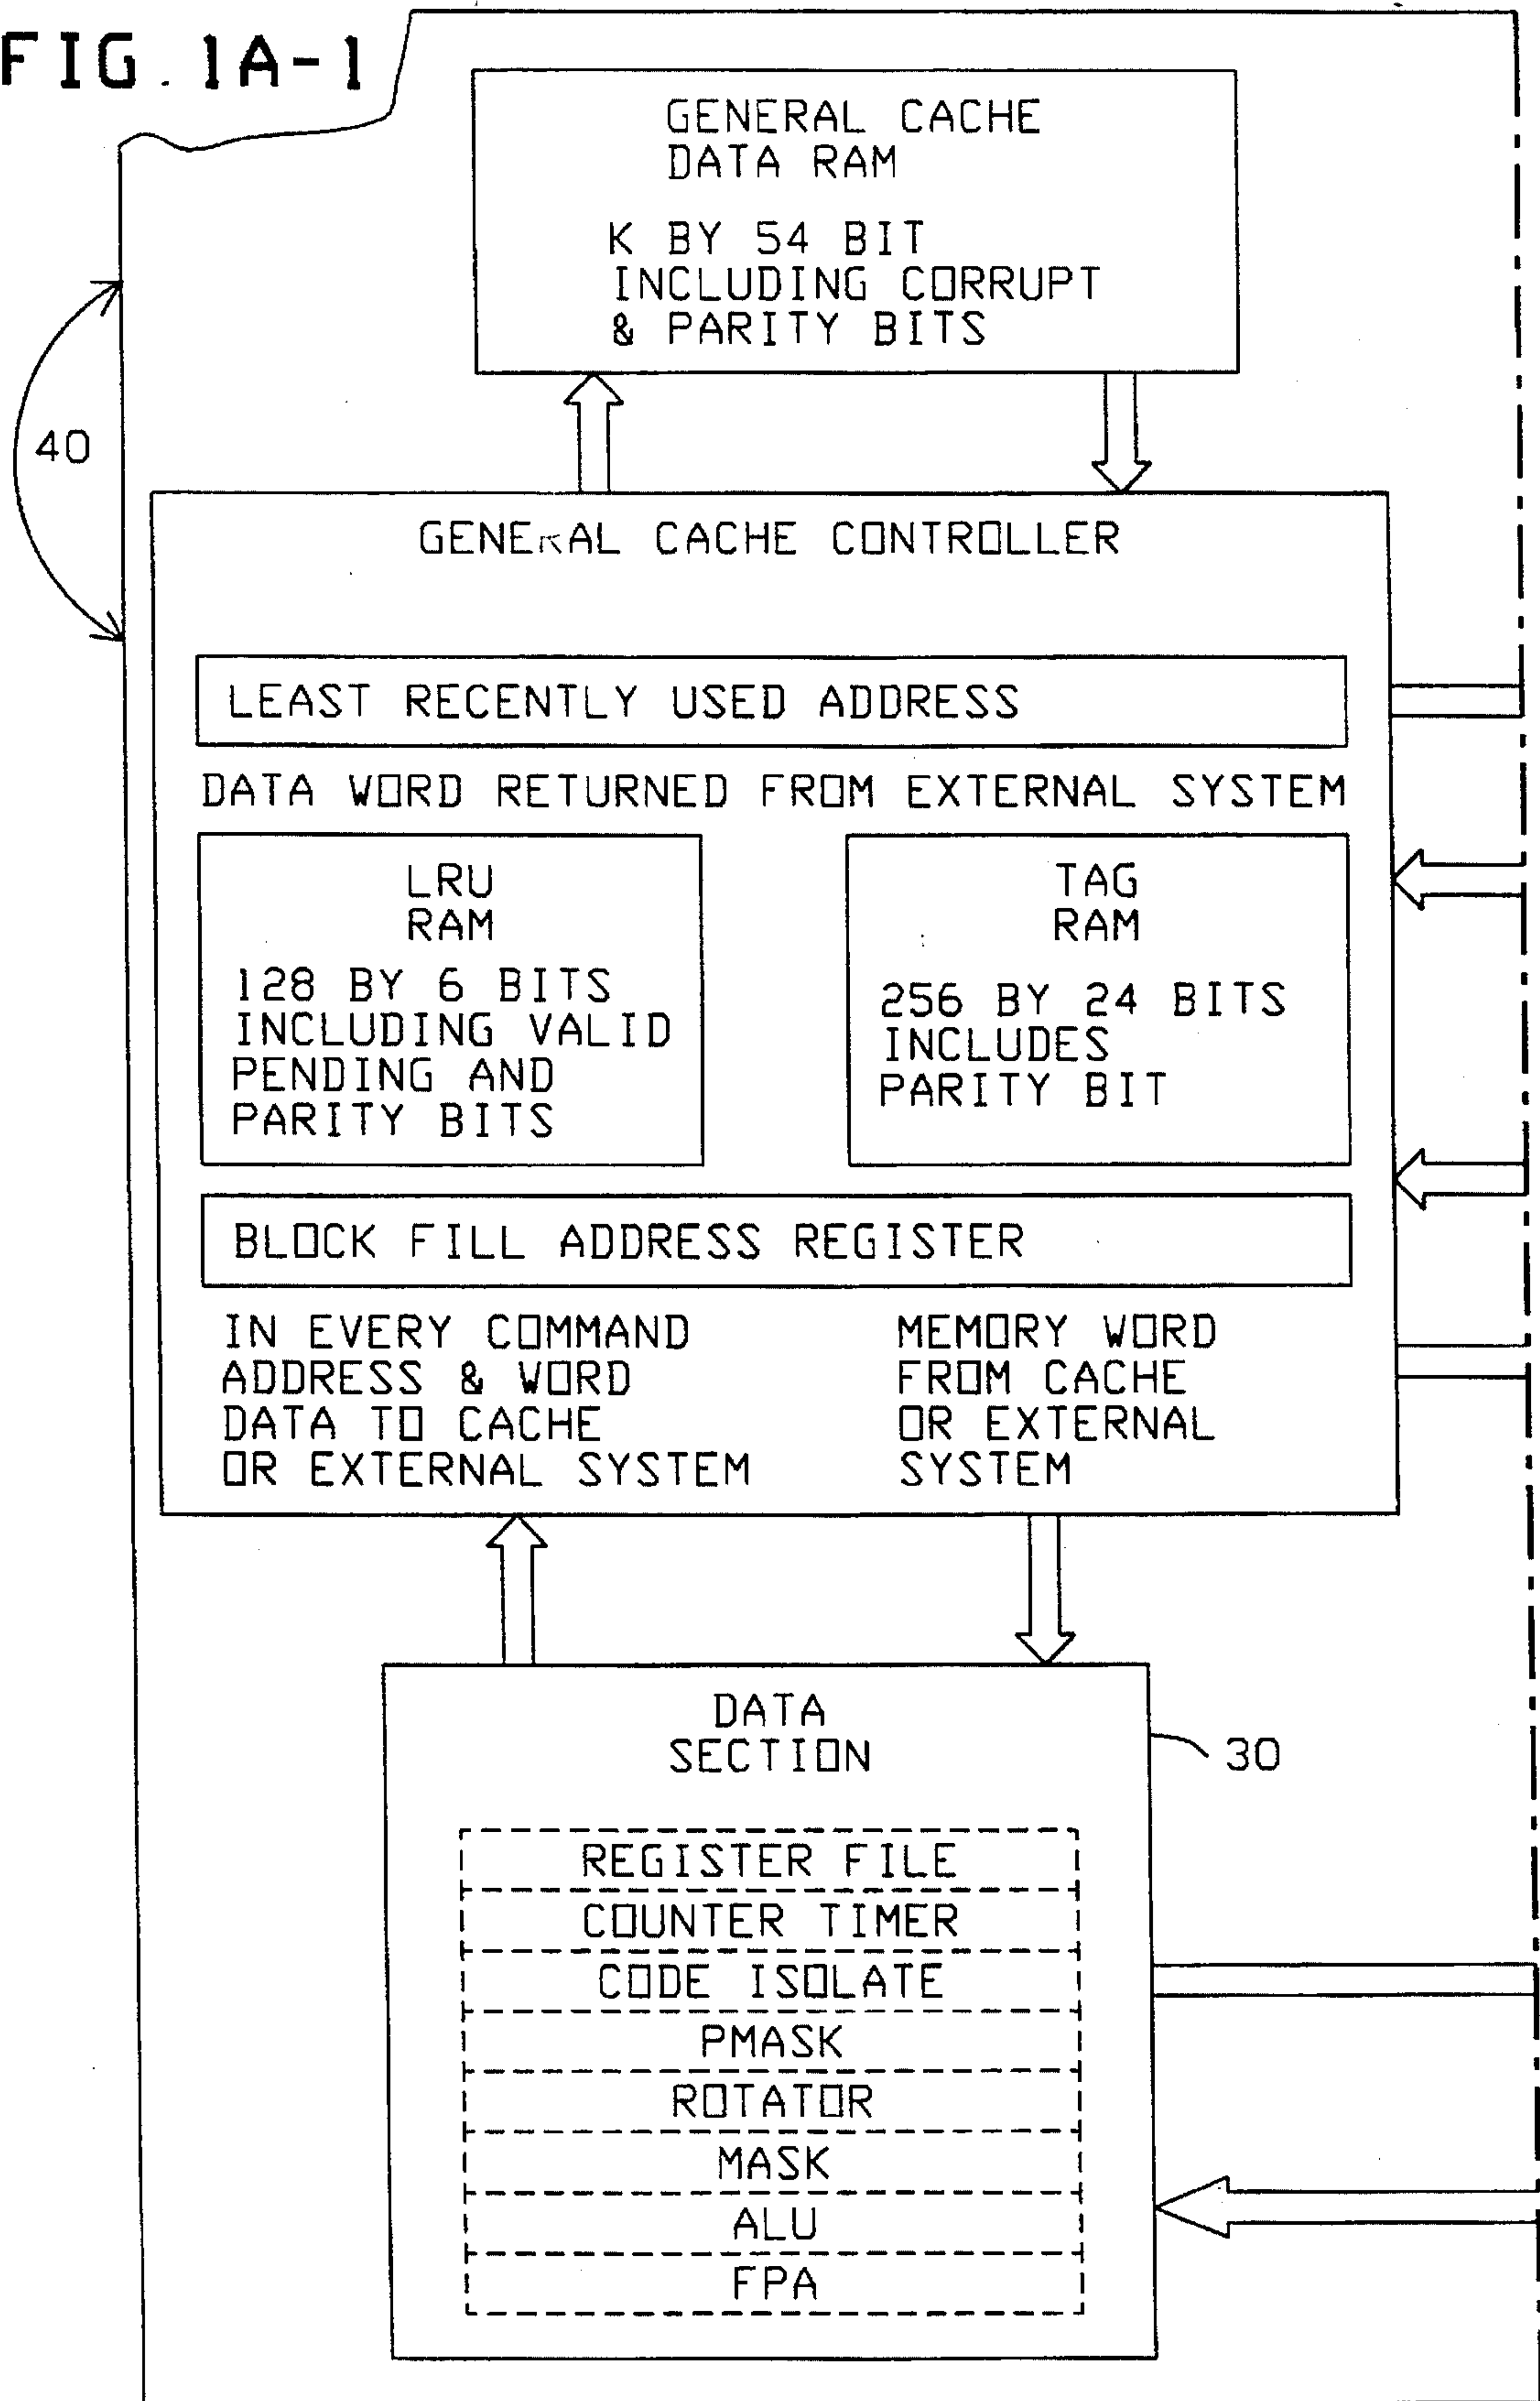 FIG. 1A-1
GENERAL CACHE
DATA RAM
K BY 54 BIT
INCLUDING CORRUPT
& PARITY BITS
40
GENERAL CACHE CONTROLLER
LEAST RECENTLY USED ADDRESS
DATA WORD RETURNED FROM EXTERNAL SYSTEM
LRU
RAM
128 BY 6 BITS
INCLUDING VALID
PENDING AND
PARITY BITS
TAG
RAM
256 BY 24 BITS
INCLUDES
PARITY BIT
BLOCK FILL ADDRESS REGISTER
IN EVERY COMMAND
ADDRESS & WORD
DATA TO CACHE
OR EXTERNAL SYSTEM
MEMORY WORD
FROM CACHE
OR EXTERNAL
SYSTEM
DATA
SECTION
30
REGISTER FILE
COUNTER TIMER
CODE ISOLATE
PMASK
ROTATOR
MASK
ALU
FPA